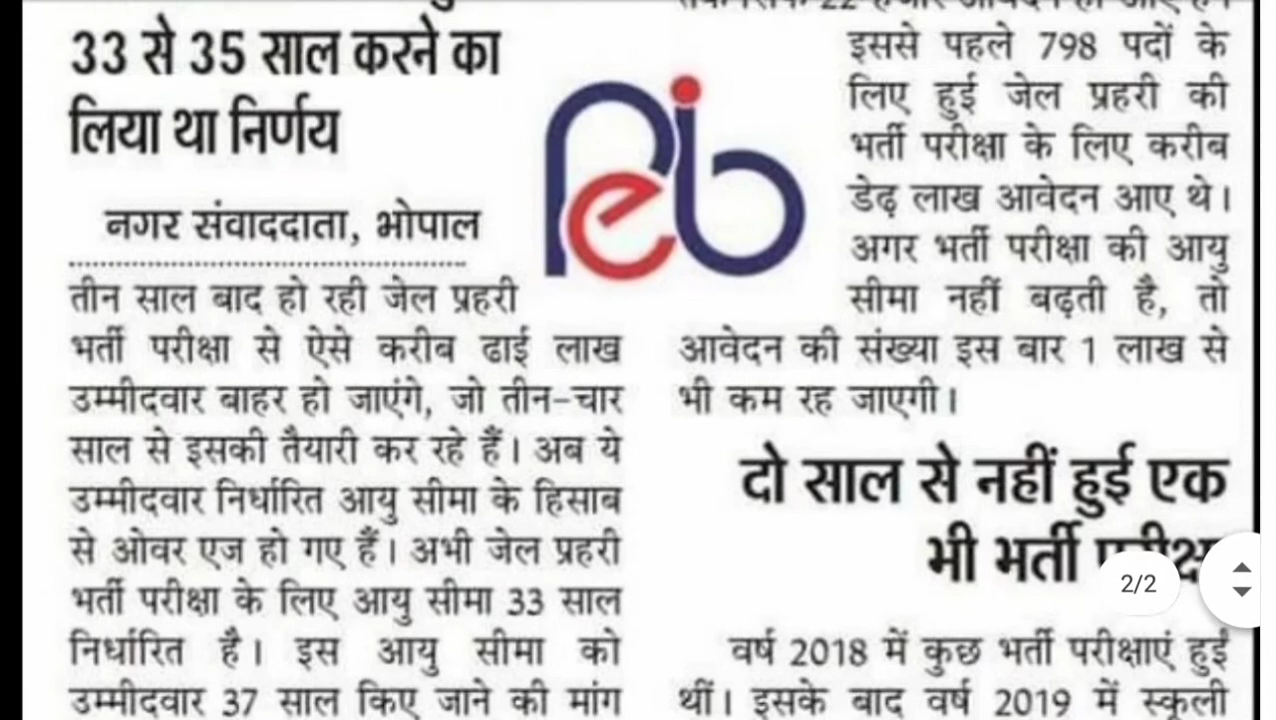 33 से 35 साल करने का
लिया था निर्णय
नगर संवाददाता, भोपाल
तीन साल बाद हो रही जेल प्रहरी
भर्ती परीक्षा से ऐसे करीब ढाई लाख
उम्मीदवार बाहर हो जाएंगे, जो तीन-चार
साल से इसकी तैयारी कर रहे हैं। अब ये
उम्मीदवार निर्धारित आयु सीमा के हिसाब
से ओवर एज हो गए हैं। अभी जेल प्रहरी
भर्ती परीक्षा के लिए आयु सीमा 33 साल
निर्धारित है। इस आयु सीमा को
उम्मीदवार 37 साल किए जाने की मांग
Peb
इससे पहले 798 पदों के
लिए हुई जेल प्रहरी की
भर्ती परीक्षा के लिए करीब
डेढ़ लाख आवेदन आए थे।
अगर भर्ती परीक्षा की आयु
सीमा नहीं बढ़ती है, तो
आवेदन की संख्या इस बार 1 लाख से
भी कम रह जाएगी।
दो साल से नहीं हुई एक
भी भर्ती
2/2
वर्ष 2018 में कुछ भर्ती परीक्षाएं हुई
थीं। इसके बाद वर्ष 2019 में स्कूली